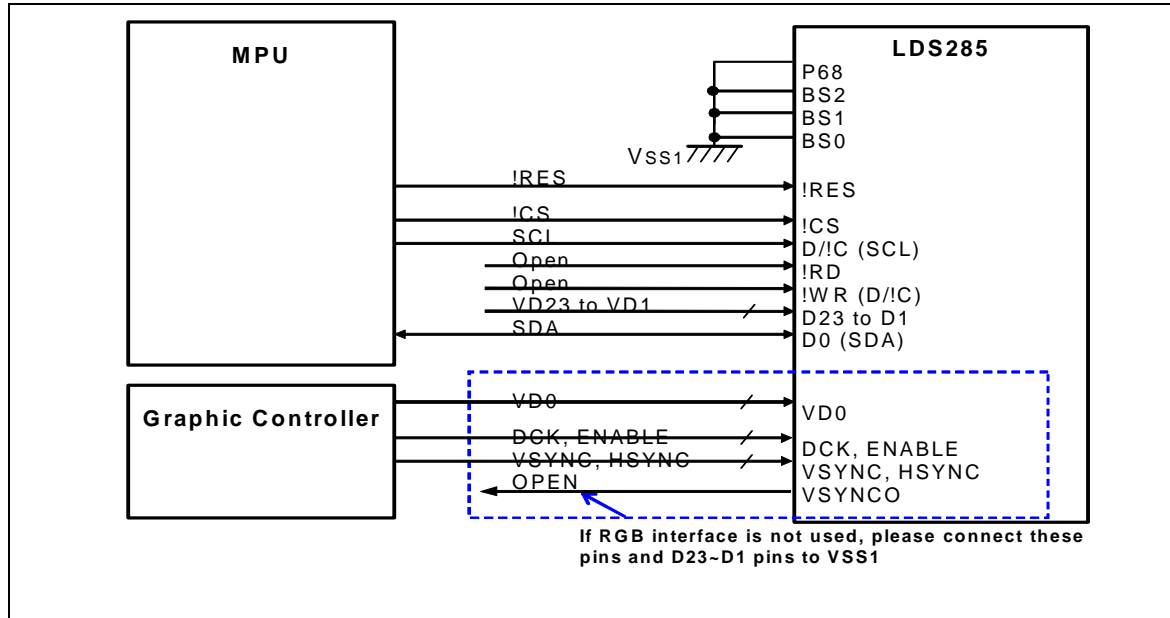 MPU
LDS285
P68
BS2
BS1
BS0
VSS1
!RES
!RES
!CS
!CS
SCL
D/!C (SCL)
Open
!RD
Open
!WR (D/!C)
VD23 to VD1
D23 to D1
SDA
D0 (SDA)
Graphic Controller
VD0
VD0
DCK, ENABLE
DCK, ENABLE
VSYNC, HSYNC
VSYNC, HSYNC
OPEN
VSYNCO
If RGB interface is not used, please connect these
pins and D23~D1 pins to VSS1